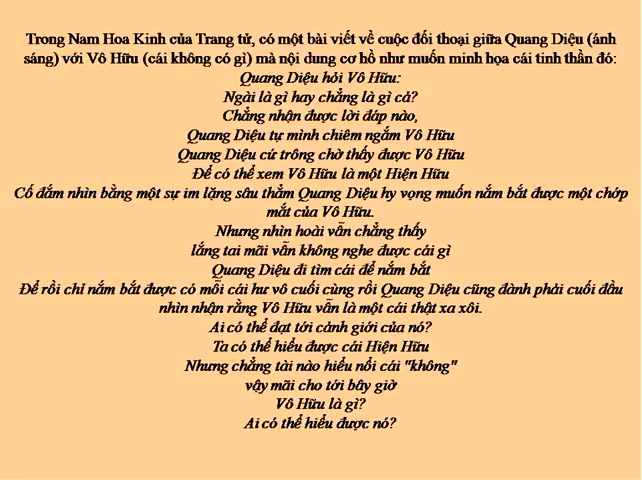 Trong Nam Hoa Kinh của Trang tử, có một bài viết về cuộc đối thoại giữa Quang Diệu (ánh
sáng) với Vô Hữu (cái không có gì) mà nội dung cơ hồ như muốn minh họa cái tinh thần đó:
Quang Diệu hỏi Vô Hữu:
Ngài là gì hay chẳng là gì cả?
Chẳng nhận được lời đáp nào,
Quang Diệu tự mình chiêm ngắm Vô Hữu
Quang Diệu cứ trông chờ thấy được Vô Hữu
Để có thể xem Vô Hữu là một Hiện Hữu
Cố đắm nhìn bằng một sự im lặng sâu thẳm Quang Diệu hy vọng muốn nắm bắt được một chớp
mắt của Vô Hữu.
Nhưng nhìn hoài vẫn chẳng thấy
lắng tai mãi vẫn không nghe được cái gì
Quang Diệu đi tìm cái để nắm bắt
Để rồi chỉ nắm bắt được có mỗi cái hư vô cuối cùng rồi Quang Diệu cũng đành phải cuối đầu
nhìn nhận rằng Vô Hữu vẫn là một cái thật xa xôi.
Ai có thể đạt tới cảnh giới của nó?
Ta có thể hiểu được cái Hiện Hữu
Nhưng chẳng tài nào hiểu nổi cái "không"
vậy mãi cho tới bây giờ
Vô Hữu là gì?
Ai có thể hiểu được nó?